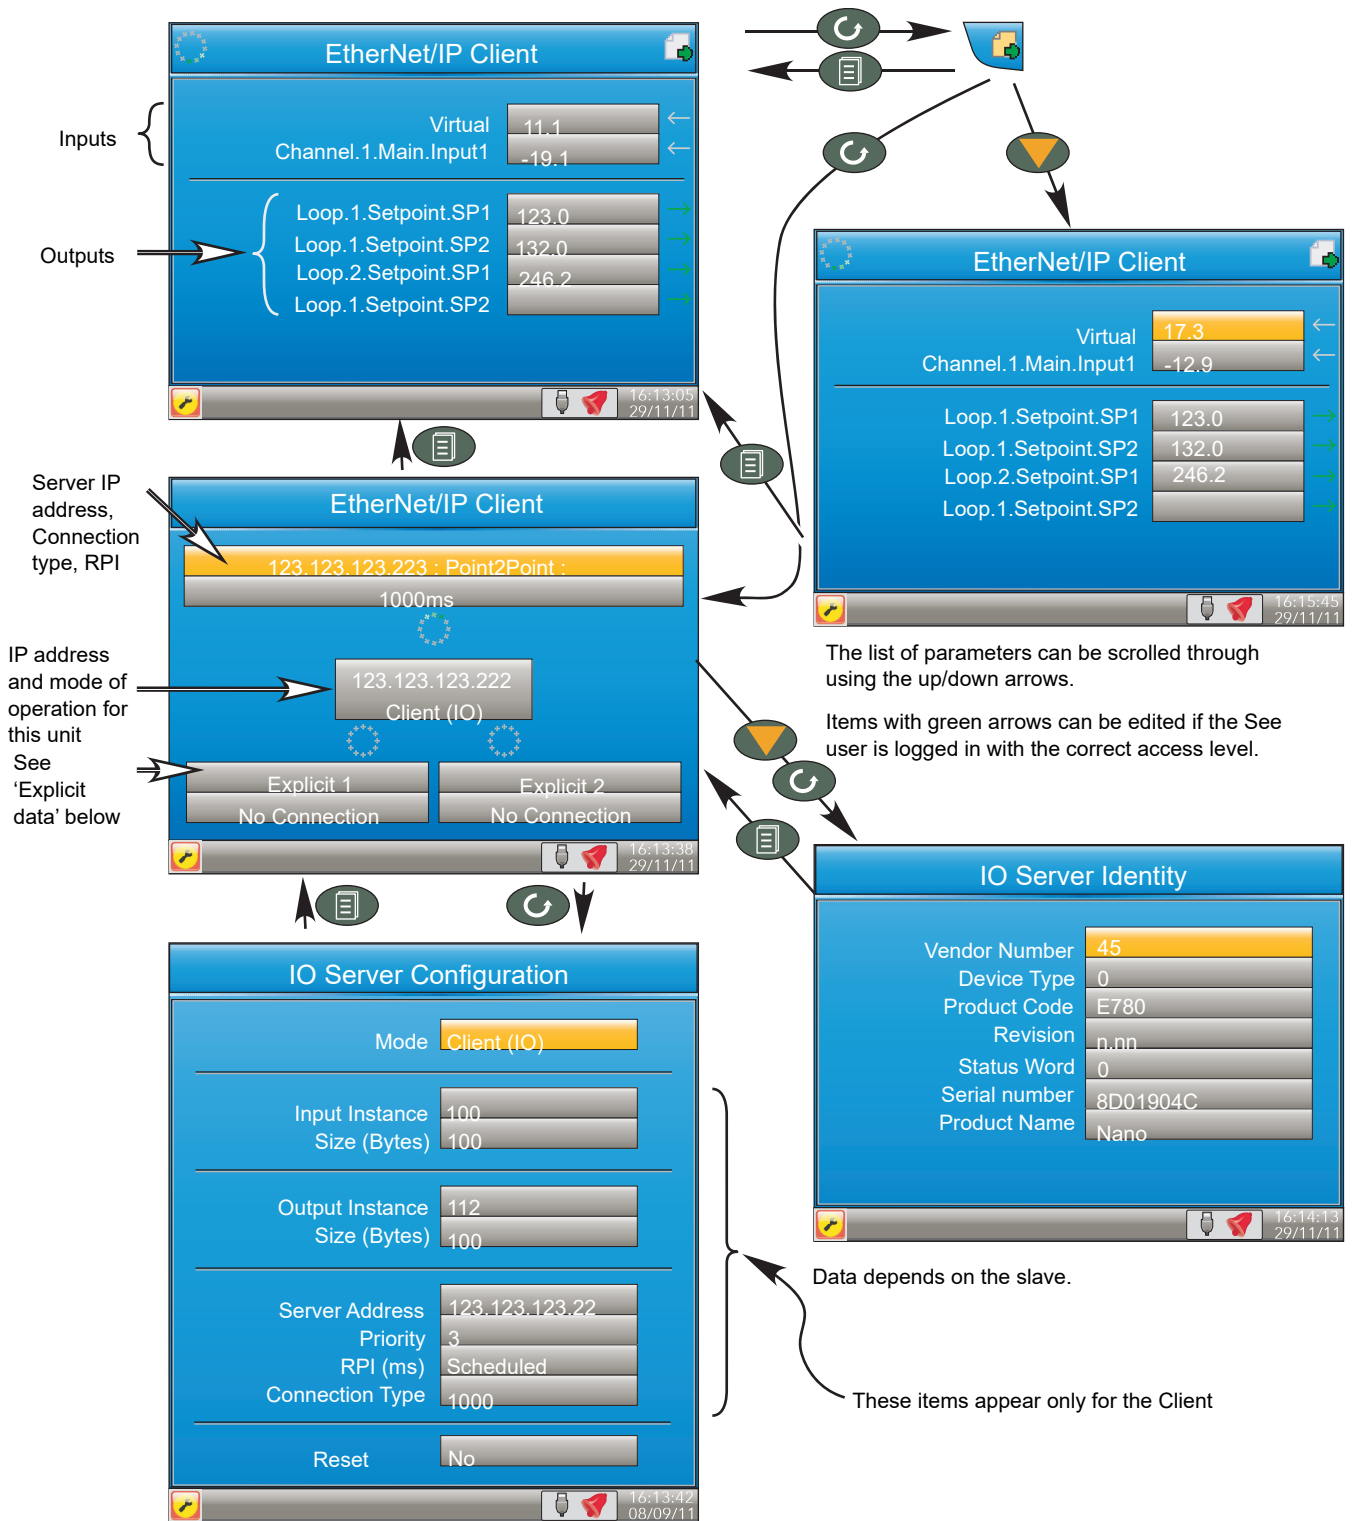 EtherNet/IP Client
Inputs
Virtual 11.1
Channel.1.Main.Input1 -19.1
Outputs
Loop.1.Setpoint.SP1 123.0
Loop.1.Setpoint.SP2 132.0
Loop.2.Setpoint.SP1 246.2
Loop.1.Setpoint.SP2
16:13:05
29/11/11
EtherNet/IP Client
Virtual 17.3
Channel.1.Main.Input1 -12.9
Loop.1.Setpoint.SP1 123.0
Loop.1.Setpoint.SP2 132.0
Loop.2.Setpoint.SP1 246.2
Loop.1.Setpoint.SP2
16:15:45
29/11/11
The list of parameters can be scrolled through
using the up/down arrows.
Items with green arrows can be edited if the See
user is logged in with the correct access level.
Server IP
address,
Connection
type, RPI
IP address
and mode of
operation for
this unit
See
‘Explicit
data’ below
EtherNet/IP Client
123.123.123.223 : Point2Point :
1000ms
123.123.123.222
Client (IO)
Explicit 1
No Connection
Explicit 2
No Connection
16:13:38
29/11/11
IO Server Identity
Vendor Number 45
Device Type 0
Product Code E780
Revision n.nn
Status Word 0
Serial number 8D01904C
Product Name Nano
16:14:13
29/11/11
Data depends on the slave.
IO Server Configuration
Mode Client (IO)
Input Instance 100
Size (Bytes) 100
Output Instance 112
Size (Bytes) 100
Server Address 123.123.123.22
Priority 3
RPI (ms) Scheduled
Connection Type 1000
Reset No
16:13:42
08/09/11
These items appear only for the Client